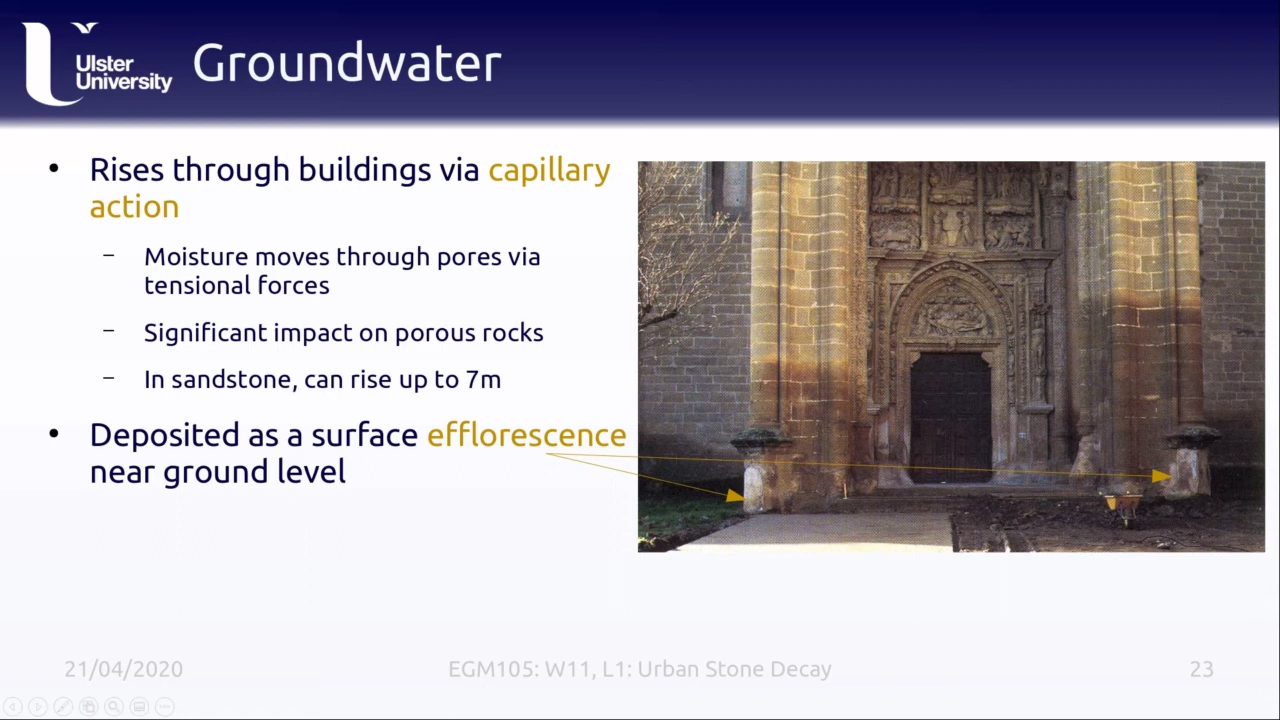 Ulster
University
Groundwater
• Rises through buildings via capillary
action
– Moisture moves through pores via
tensional forces
– Significant impact on porous rocks
– In sandstone, can rise up to 7m
• Deposited as a surface efflorescence
near ground level
21/04/2020
EGM105: W11, L1: Urban Stone Decay
23